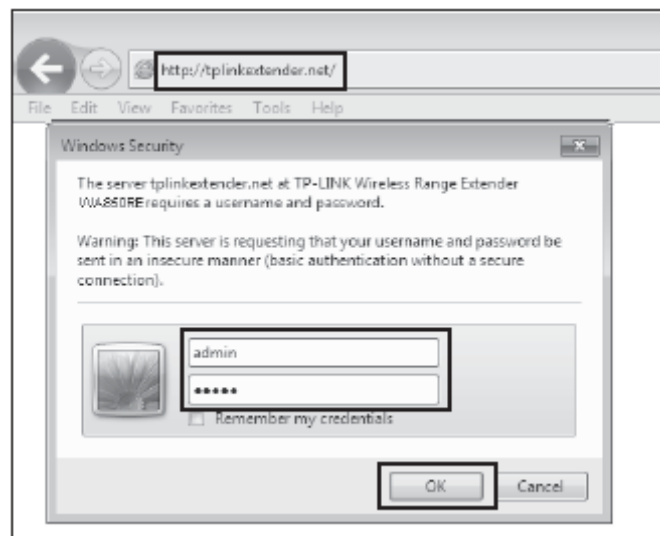 http://tplinkextender.net/
File Edit View Favorites Tools Help
Windows Security
The server tplinkextender.net at TP-LINK Wireless Range Extender
WA850RE requires a username and password.
Warning: This server is requesting that your username and password be
sent in an insecure manner (basic authentication without a secure
connection).
admin
•••••
Remember my credentials
OK Cancel